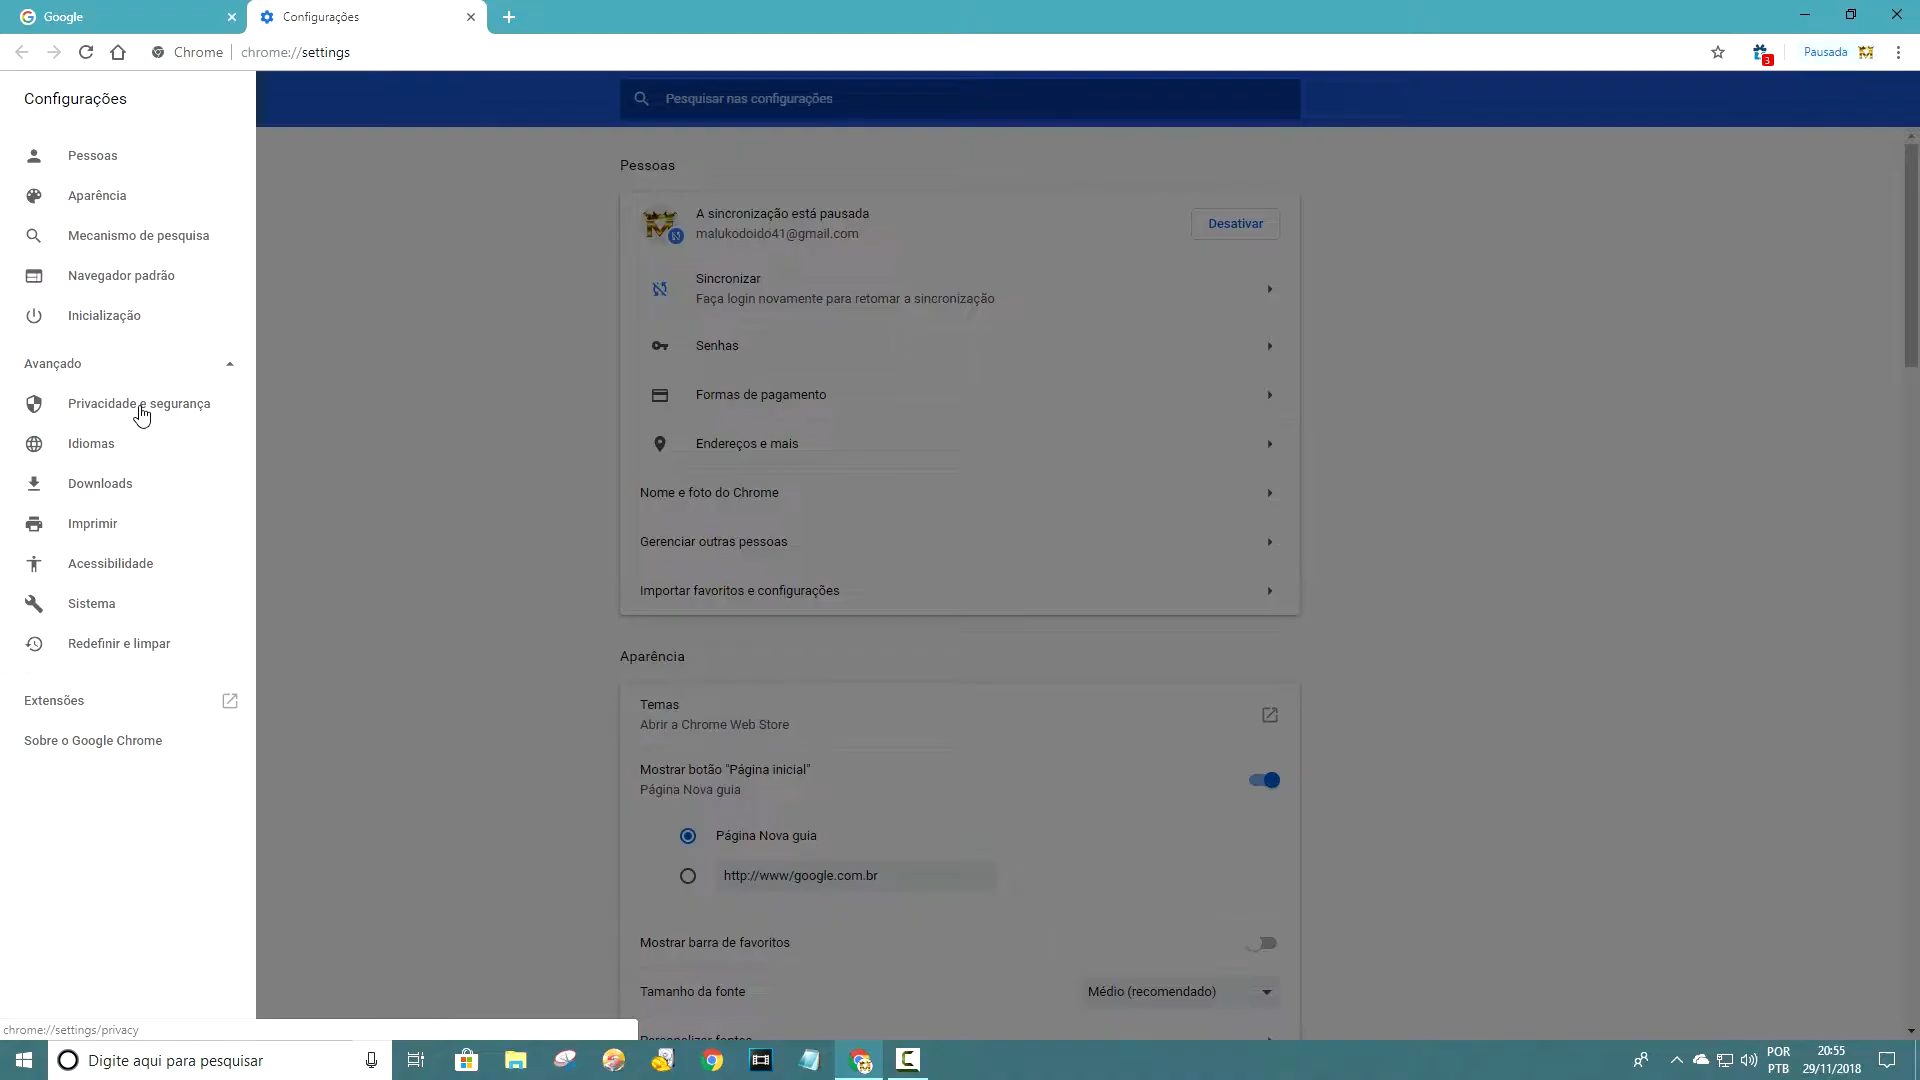 Google
Configurações
Chrome
chrome://settings
3
Pausada
Configurações
Pesquisar nas configurações
Pessoas
Aparência
Mecanismo de pesquisa
Navegador padrão
Inicialização
Avançado
Privacidade e segurança
Idiomas
Downloads
Imprimir
Acessibilidade
Sistema
Redefinir e limpar
Extensões
Sobre o Google Chrome
Pessoas
A sincronização está pausada
malukodoido41@gmail.com
Desativar
Sincronizar
Faça login novamente para retomar a sincronização
Senhas
Formas de pagamento
Endereços e mais
Nome e foto do Chrome
Gerenciar outras pessoas
Importar favoritos e configurações
Aparência
Temas
Abrir a Chrome Web Store
Mostrar botão "Página inicial"
Página Nova guia
Página Nova guia
http://www/google.com.br
Mostrar barra de favoritos
Tamanho da fonte
Médio (recomendado)
Personalizar fontes
chrome://settings/privacy
Digite aqui para pesquisar
POR
PTB
20:55
29/11/2018